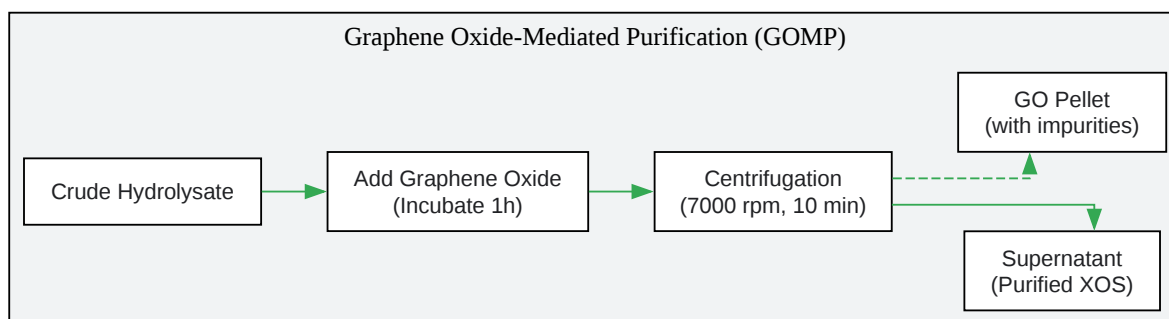 Graphene Oxide-Mediated Purification (GOMP)
Crude Hydrolysate
Add Graphene Oxide
(Incubate 1h)
Centrifugation
(7000 rpm, 10 min)
GO Pellet
(with impurities)
Supernatant
(Purified XOS)